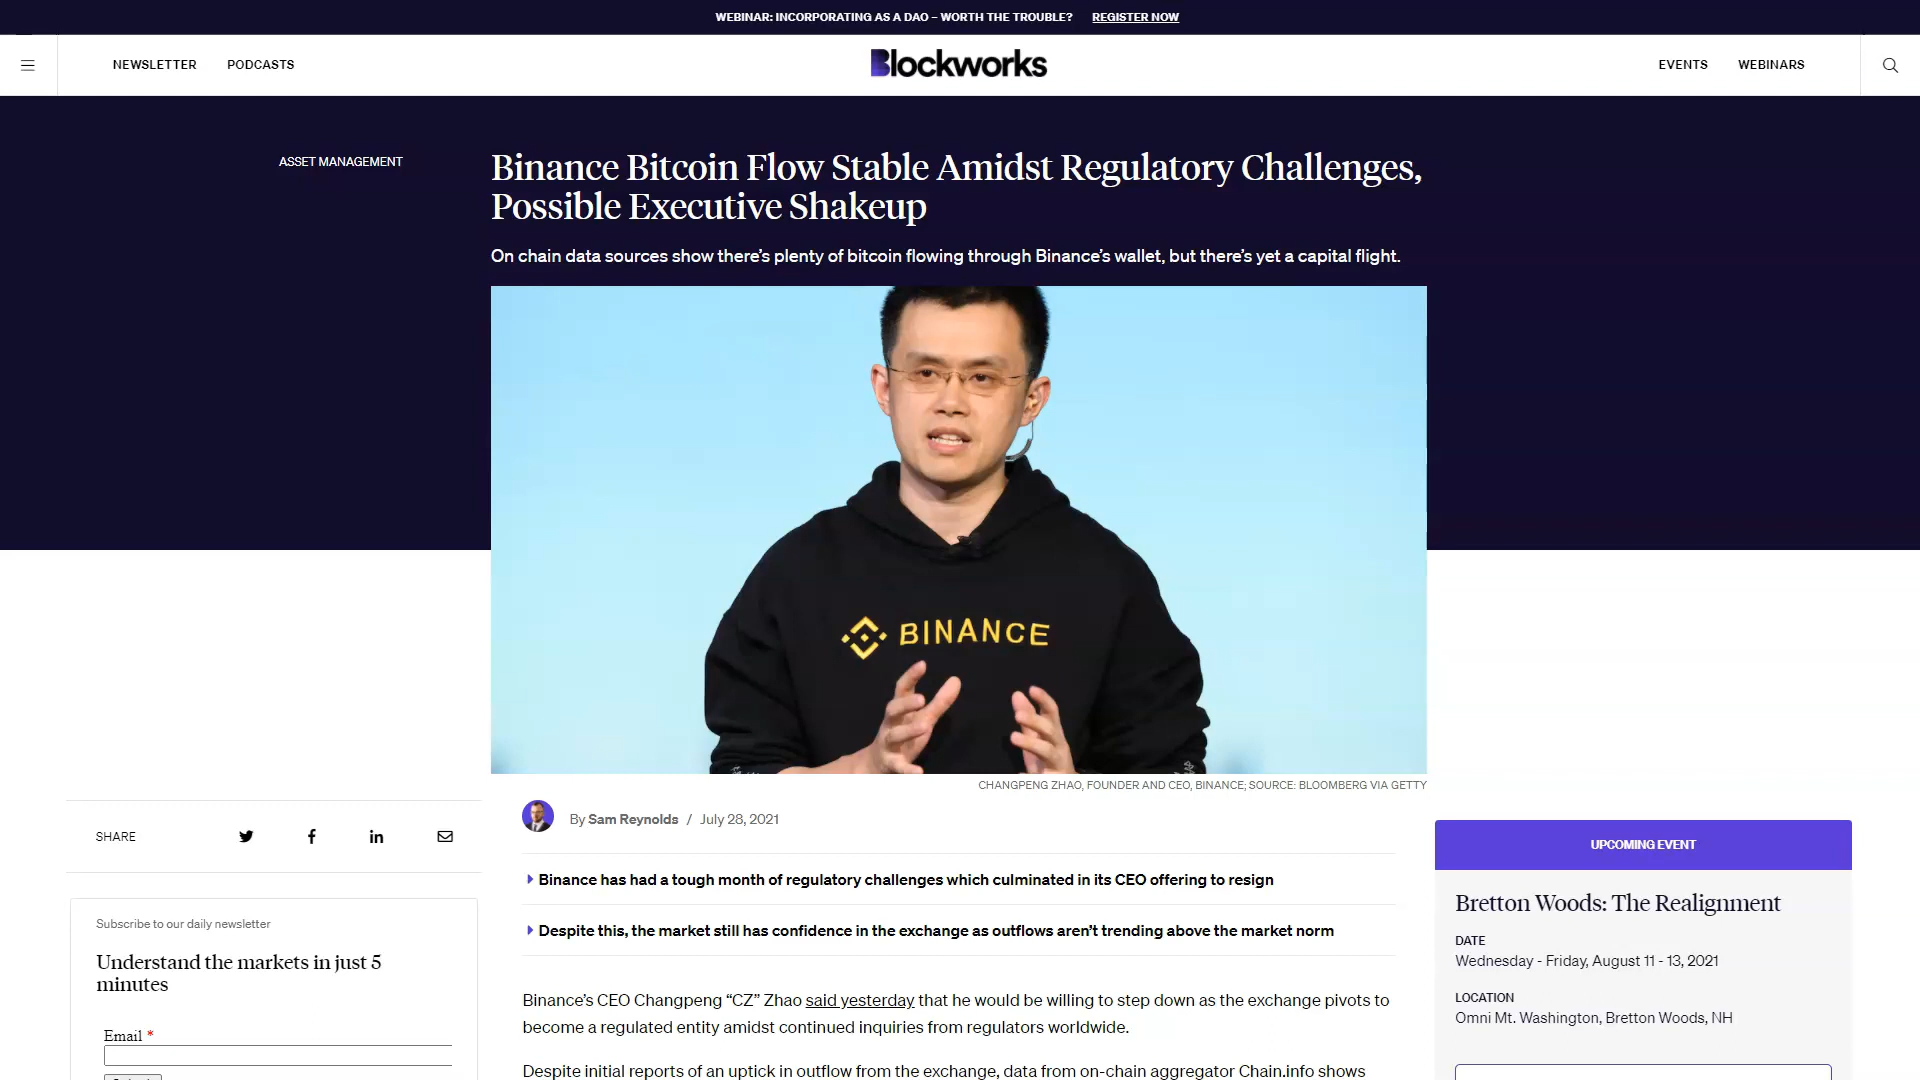 WEBINAR: INCORPORATING AS A DAO – WORTH THE TROUBLE? REGISTER NOW
NEWSLETTER PODCASTS Blockworks EVENTS WEBINARS
ASSET MANAGEMENT
Binance Bitcoin Flow Stable Amidst Regulatory Challenges,
Possible Executive Shakeup
On chain data sources show there’s plenty of bitcoin flowing through Binance’s wallet, but there’s yet a capital flight.
BINANCE
CHANGPENG ZHAO, FOUNDER AND CEO, BINANCE; SOURCE: BLOOMBERG VIA GETTY
By Sam Reynolds / July 28, 2021
Binance has had a tough month of regulatory challenges which culminated in its CEO offering to resign
Despite this, the market still has confidence in the exchange as outflows aren’t trending above the market norm
Binance’s CEO Changpeng “CZ” Zhao said yesterday that he would be willing to step down as the exchange pivots to
become a regulated entity amidst continued inquiries from regulators worldwide.
Despite initial reports of an uptick in outflow from the exchange, data from on-chain aggregator Chain.info shows
SHARE
Subscribe to our daily newsletter
Understand the markets in just 5
minutes
Email *
UPCOMING EVENT
Bretton Woods: The Realignment
DATE
Wednesday - Friday, August 11 - 13, 2021
LOCATION
Omni Mt. Washington, Bretton Woods, NH